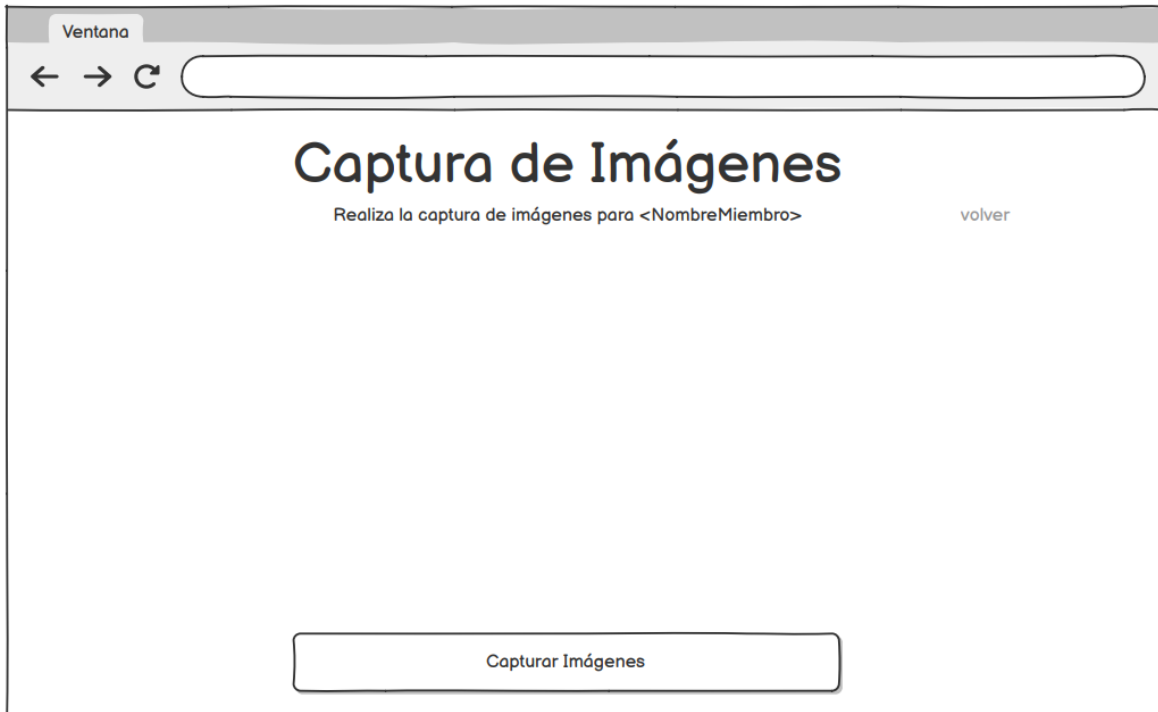 Ventana
Captura de Imágenes
Realiza la captura de imágenes para <NombreMiembro>
volver
Capturar Imágenes